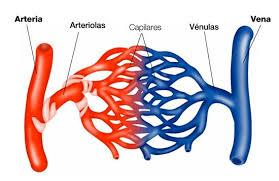 Arteria
Arteriolas
Capilares
Vénulas
Vena